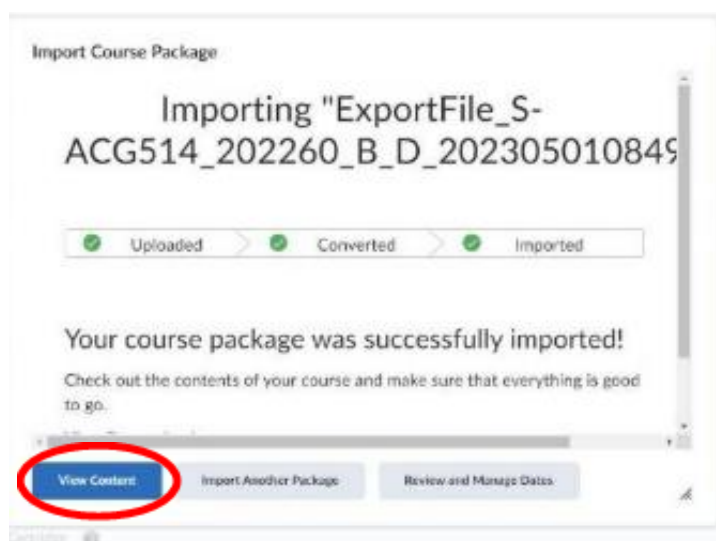 Import Course Package
Importing "ExportFile_S-
ACG514_202260_B_D_202305010849
Uploaded
Converted
Imported
Your course package was successfully imported!
Check out the contents of your course and make sure that everything is good
to go.
View Content
Import Another Package
Review and Manage Dates